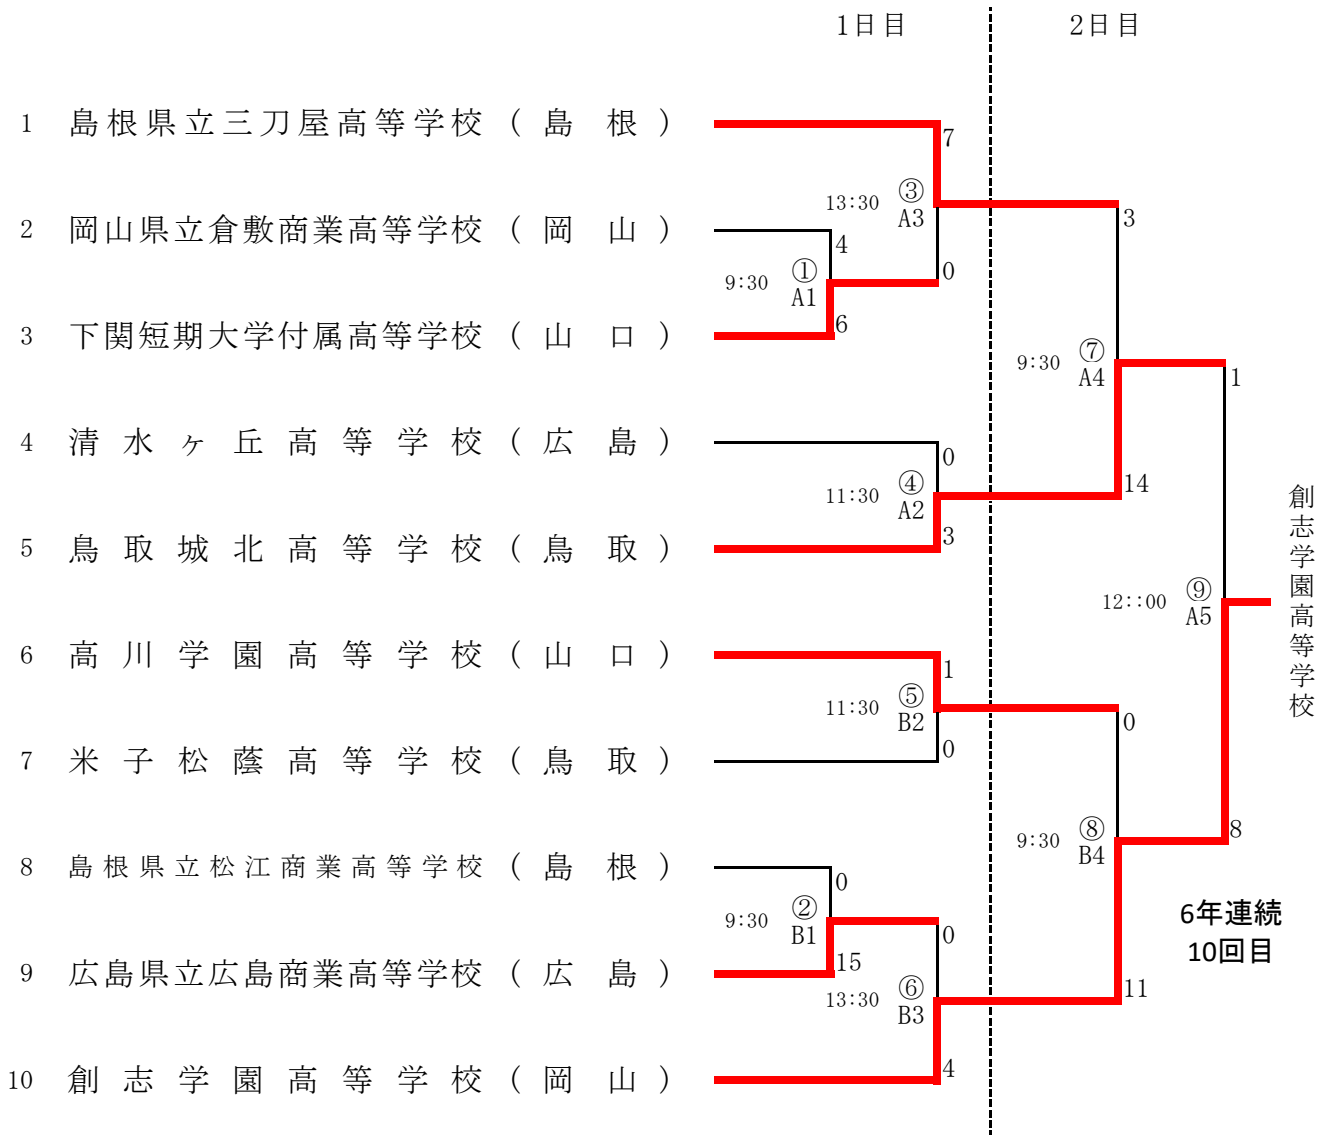 1日目 2日目
1 島根県立三刀屋高等学校 ( 島 根 )
7
13:30 ③
A3
3
2 岡山県立倉敷商業高等学校 ( 岡 山 )
4
9:30 ①
A1
0
6
3 下関短期大学付属高等学校 ( 山 口 )
9:30 ⑦
A4
1
4 清水ヶ丘高等学校 ( 広 島 )
0
11:30 ④
A2
14
3
5 鳥取城北高等学校 ( 鳥 取 )
12::00 ⑨
A5
創志学園高等学校
6 高川学園高等学校 ( 山 口 )
1
11:30 ⑤
B2
0
0
7 米子松蔭高等学校 ( 鳥 取 )
9:30 ⑧
B4
8
8 島根県立松江商業高等学校 ( 島 根 )
0
9:30 ②
B1
0
15
6年連続
10回目
9 広島県立広島商業高等学校 ( 広 島 )
13:30 ⑥
B3
11
4
10 創志学園高等学校 ( 岡 山 )